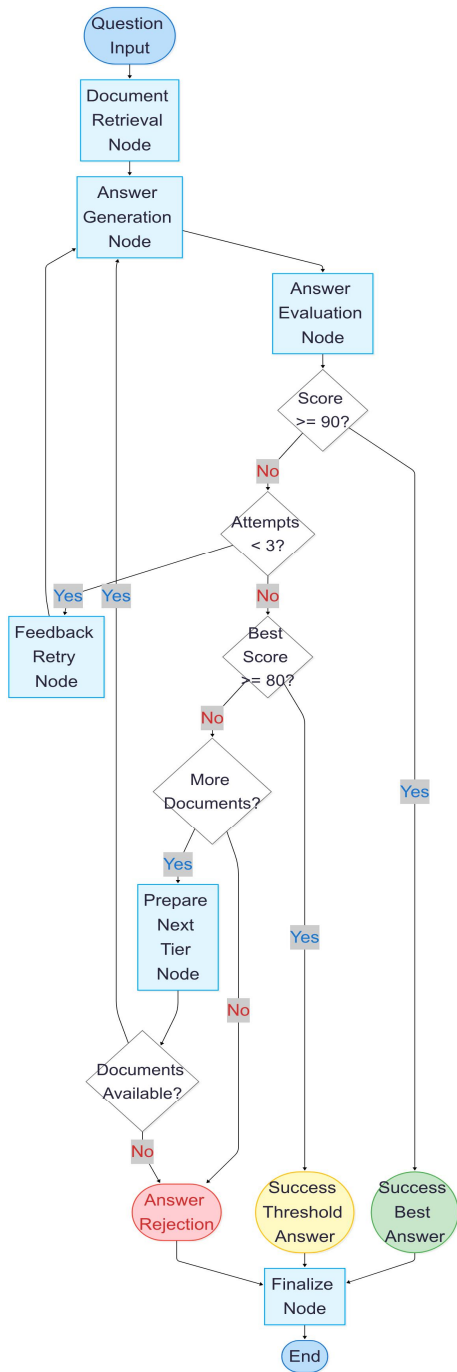 Question
Input
Document
Retrieval
Node
Answer
Generation
Node
Answer
Evaluation
Node
Score
>= 90?
No
Attempts
< 3?
Yes
Yes
No
Feedback
Retry
Node
Best
Score
>= 80?
No
More
Documents?
Yes
Yes
Prepare
Next
Tier
Node
Yes
No
Documents
Available?
No
Answer
Rejection
Success
Threshold
Answer
Success
Best
Answer
Finalize
Node
End